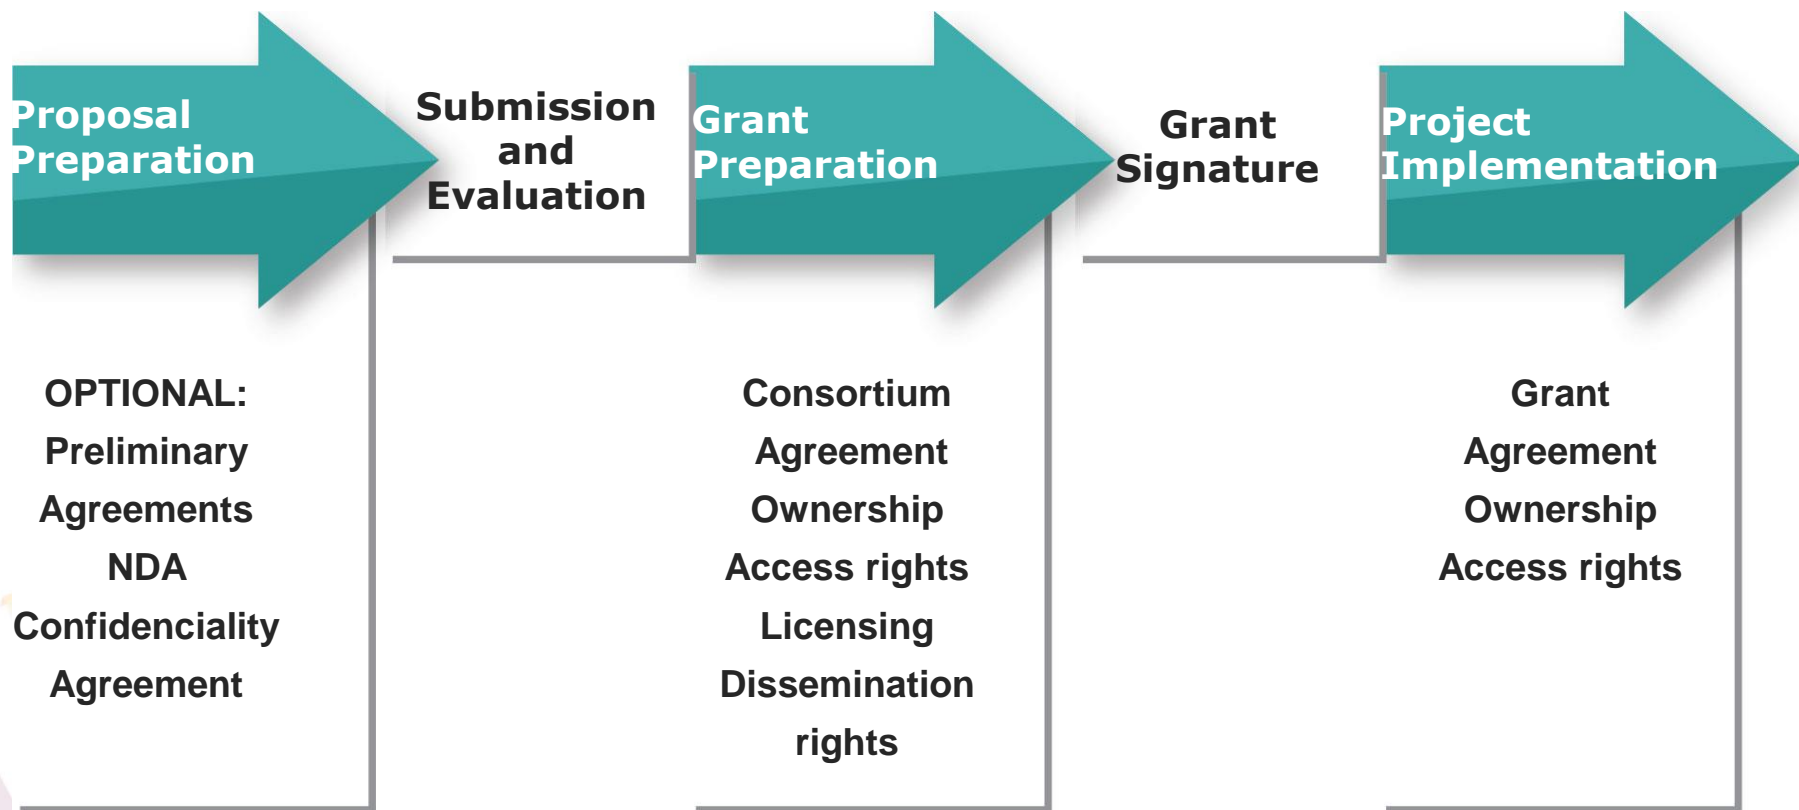 Proposal
Preparation
Submission
and
Evaluation
Grant
Preparation
Grant
Signature
Project
Implementation
OPTIONAL:
Preliminary
Agreements
NDA
Confidenciality
Agreement
Consortium
Agreement
Ownership
Access rights
Licensing
Dissemination
rights
Grant
Agreement
Ownership
Access rights